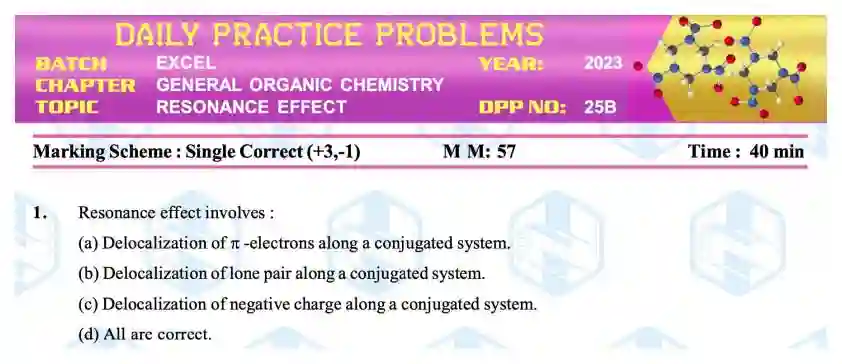 DAILY PRACTICE PROBLEMS
BATCH EXCEL YEAR: 2023
CHAPTER GENERAL ORGANIC CHEMISTRY
TOPIC RESONANCE EFFECT DPP NO: 25B
Marking Scheme : Single Correct (+3,-1) M M: 57 Time : 40 min
1. Resonance effect involves :
(a) Delocalization of π -electrons along a conjugated system.
(b) Delocalization of lone pair along a conjugated system.
(c) Delocalization of negative charge along a conjugated system.
(d) All are correct.